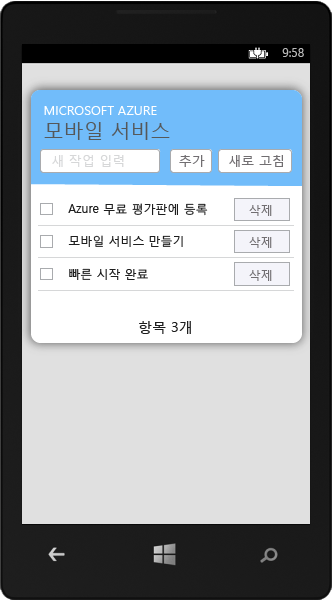 9:58
MICROSOFT AZURE
모바일 서비스
새 작업 입력 추가 새로 고침
Azure 무료 평가판에 등록 삭제
모바일 서비스 만들기 삭제
빠른 시작 완료 삭제
항목 3개